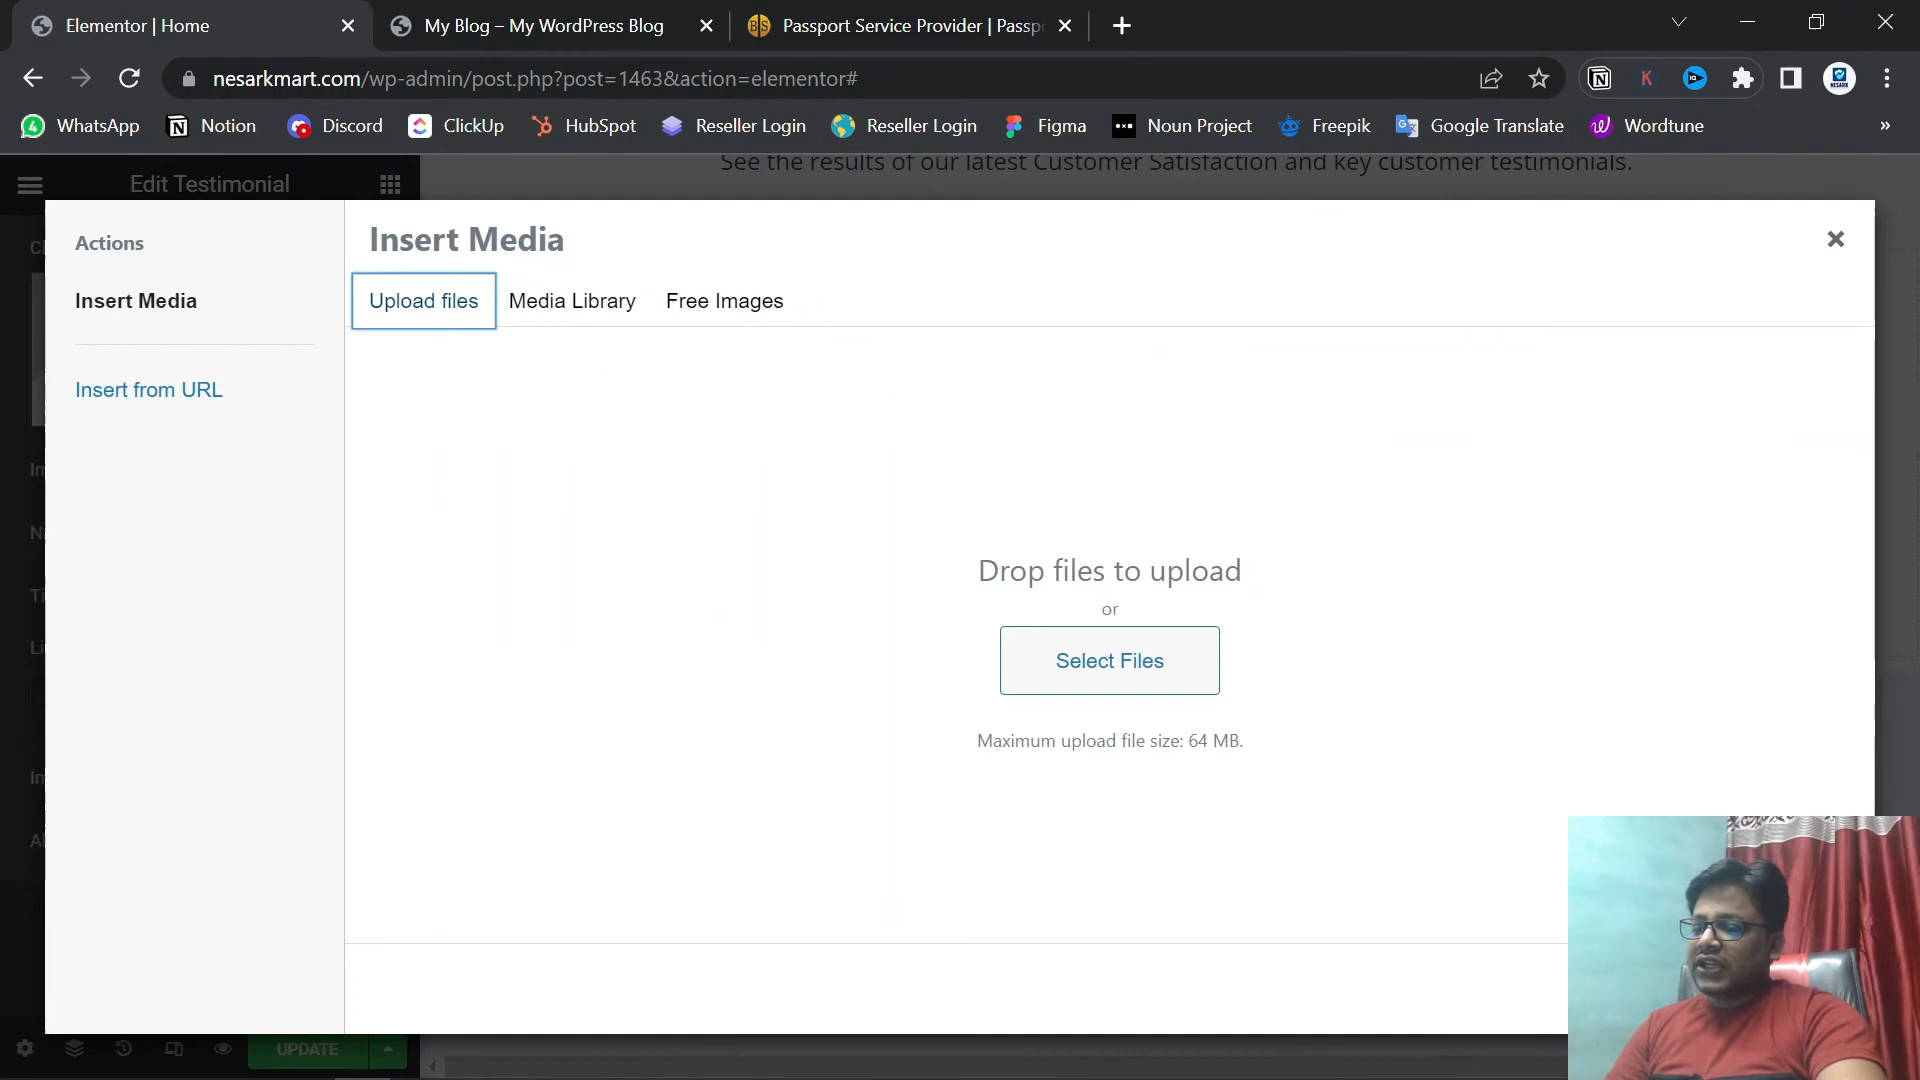 Elementor | Home
My Blog – My WordPress Blog
Passport Service Provider | Passp
nesarkmart.com/wp-admin/post.php?post=1463&action=elementor#
WhatsApp
Notion
Discord
ClickUp
HubSpot
Reseller Login
Reseller Login
Figma
Noun Project
Freepik
Google Translate
Wordtune
»
See the results of our latest Customer Satisfaction and key customer testimonials.
Edit Testimonial
Actions
Insert Media
Insert from URL
Insert Media
Upload files
Media Library
Free Images
Drop files to upload
or
Select Files
Maximum upload file size: 64 MB.
UPDATE